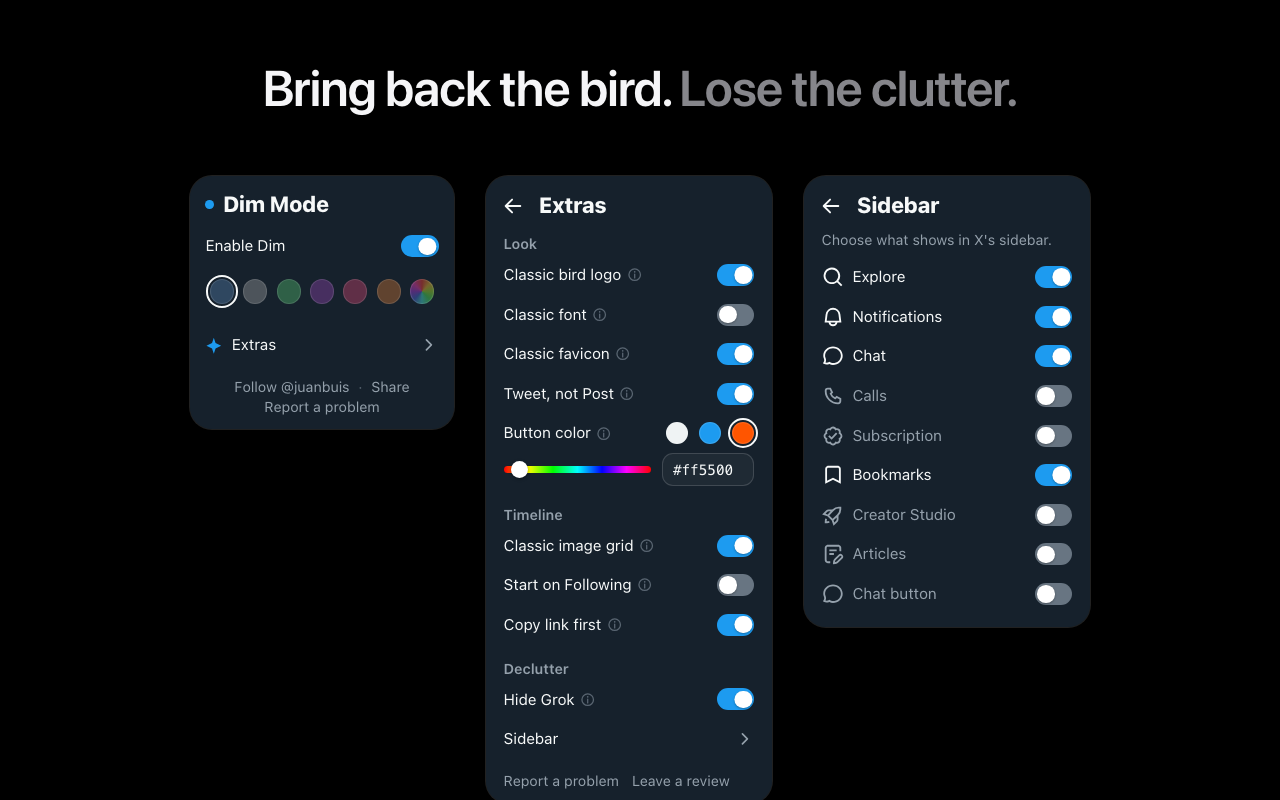 Bring back the bird. Lose the clutter.
Dim Mode
Enable Dim
Extras
Follow @juanbuis · Share
Report a problem
Extras
Look
Classic bird logo
Classic font
Classic favicon
Tweet, not Post
Button color
#ff5500
Timeline
Classic image grid
Start on Following
Copy link first
Declutter
Hide Grok
Sidebar
Report a problem Leave a review
Sidebar
Choose what shows in X's sidebar.
Explore
Notifications
Chat
Calls
Subscription
Bookmarks
Creator Studio
Articles
Chat button